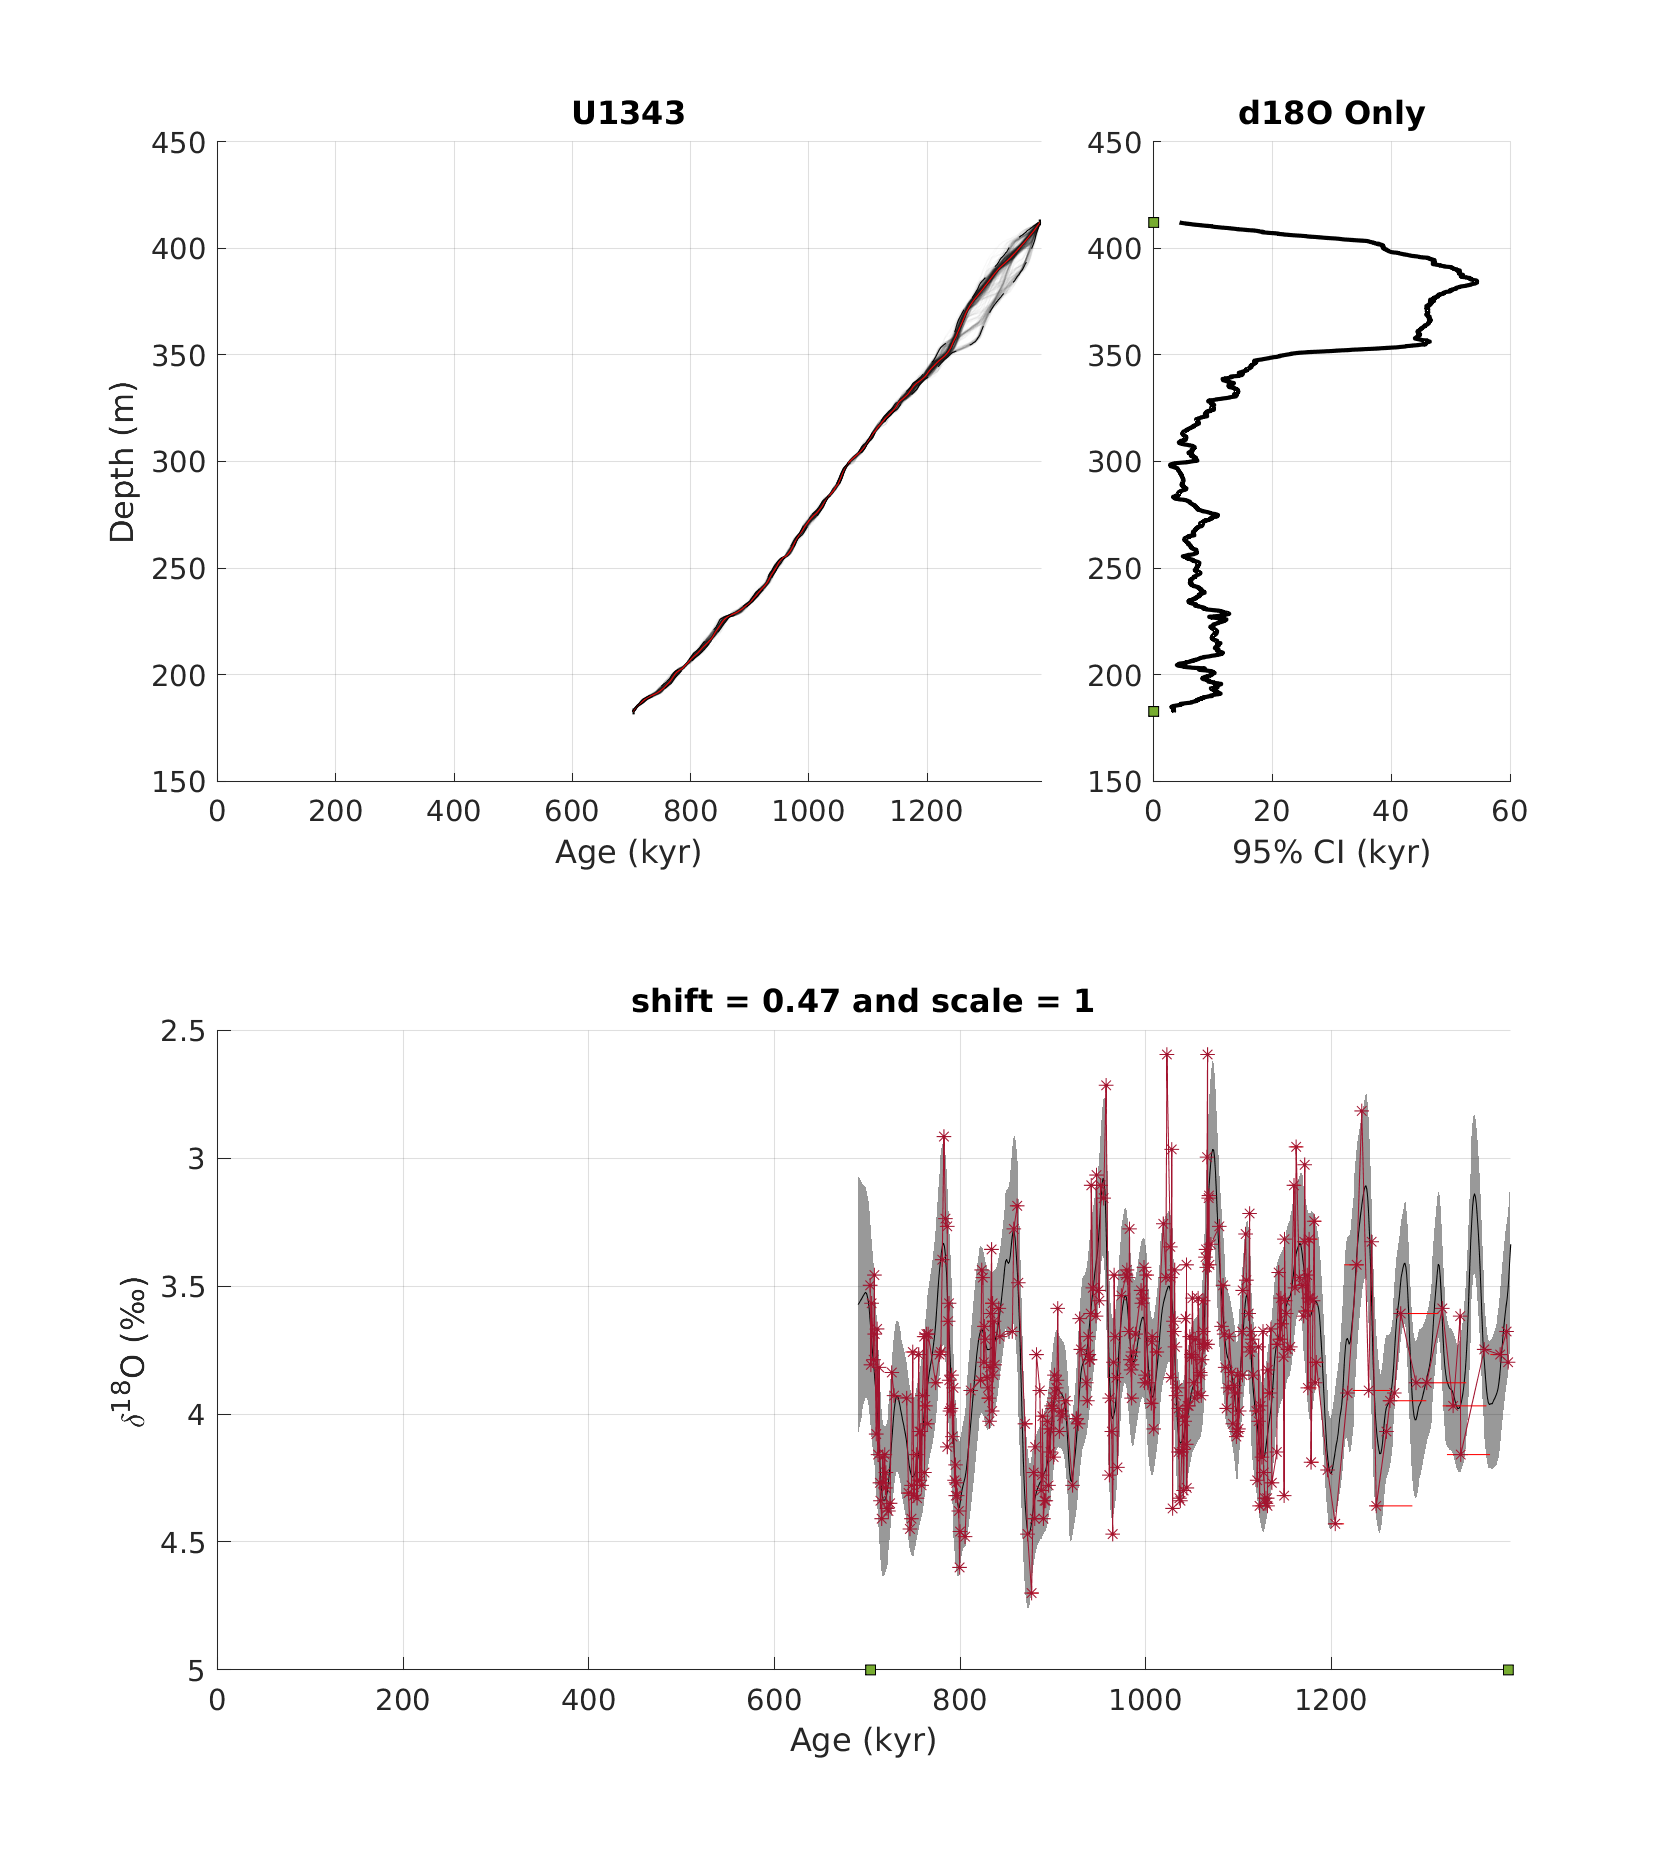 U1343
d18O Only
450
400
350
300
250
200
150
Depth (m)
0 200 400 600 800 1000 1200
Age (kyr)
450
400
350
300
250
200
150
0 20 40 60
95% CI (kyr)
shift = 0.47 and scale = 1
2.5
3
3.5
4
4.5
5
δ¹⁸O (‰)
0 200 400 600 800 1000 1200
Age (kyr)